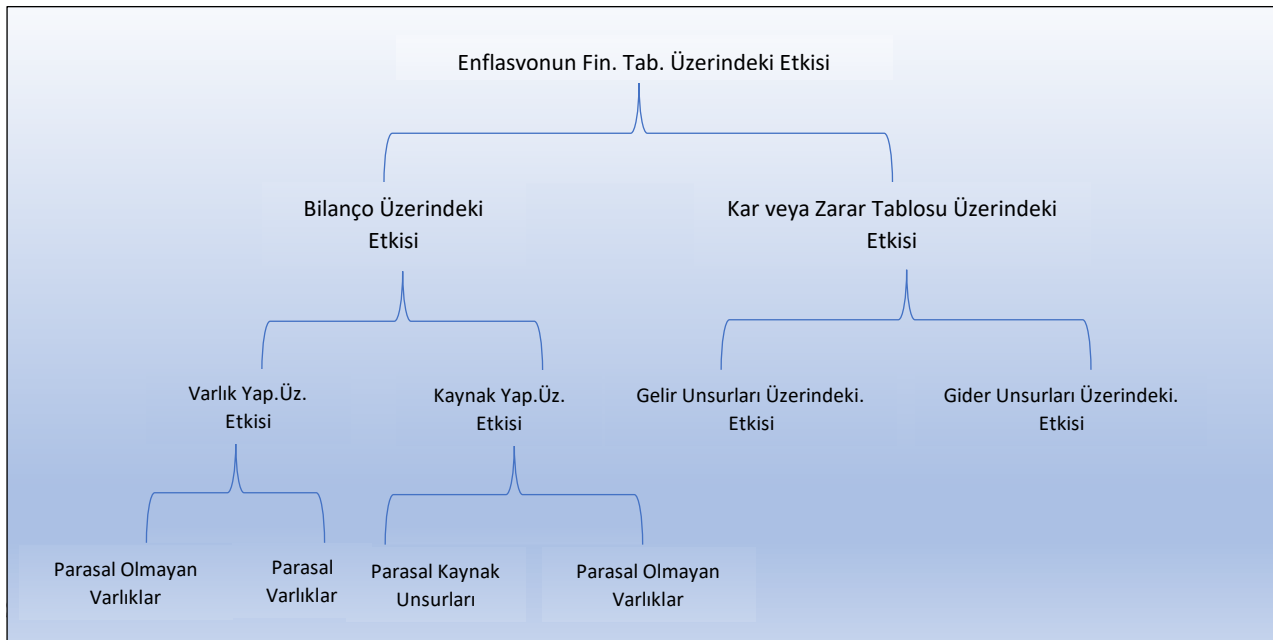 Enflasvonun Fin. Tab. Üzerindeki Etkisi
Bilanço Üzerindeki
Etkisi
Kar veya Zarar Tablosu Üzerindeki
Etkisi
Varlık Yap.Üz.
Etkisi
Kaynak Yap.Üz.
Etkisi
Gelir Unsurları Üzerindeki.
Etkisi
Gider Unsurları Üzerindeki.
Etkisi
Parasal Olmayan
Varlıklar
Parasal
Varlıklar
Parasal Kaynak
Unsurları
Parasal Olmayan
Varlıklar